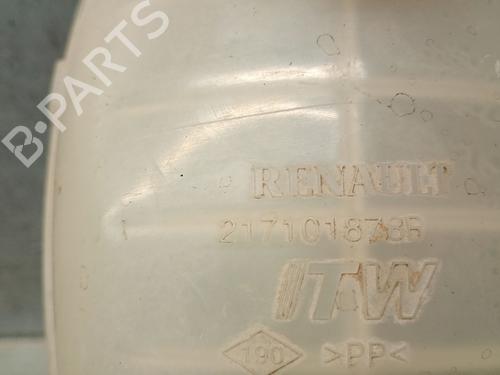 B-PARTS
RENAULT
217101873R
ITW
190 >PP<